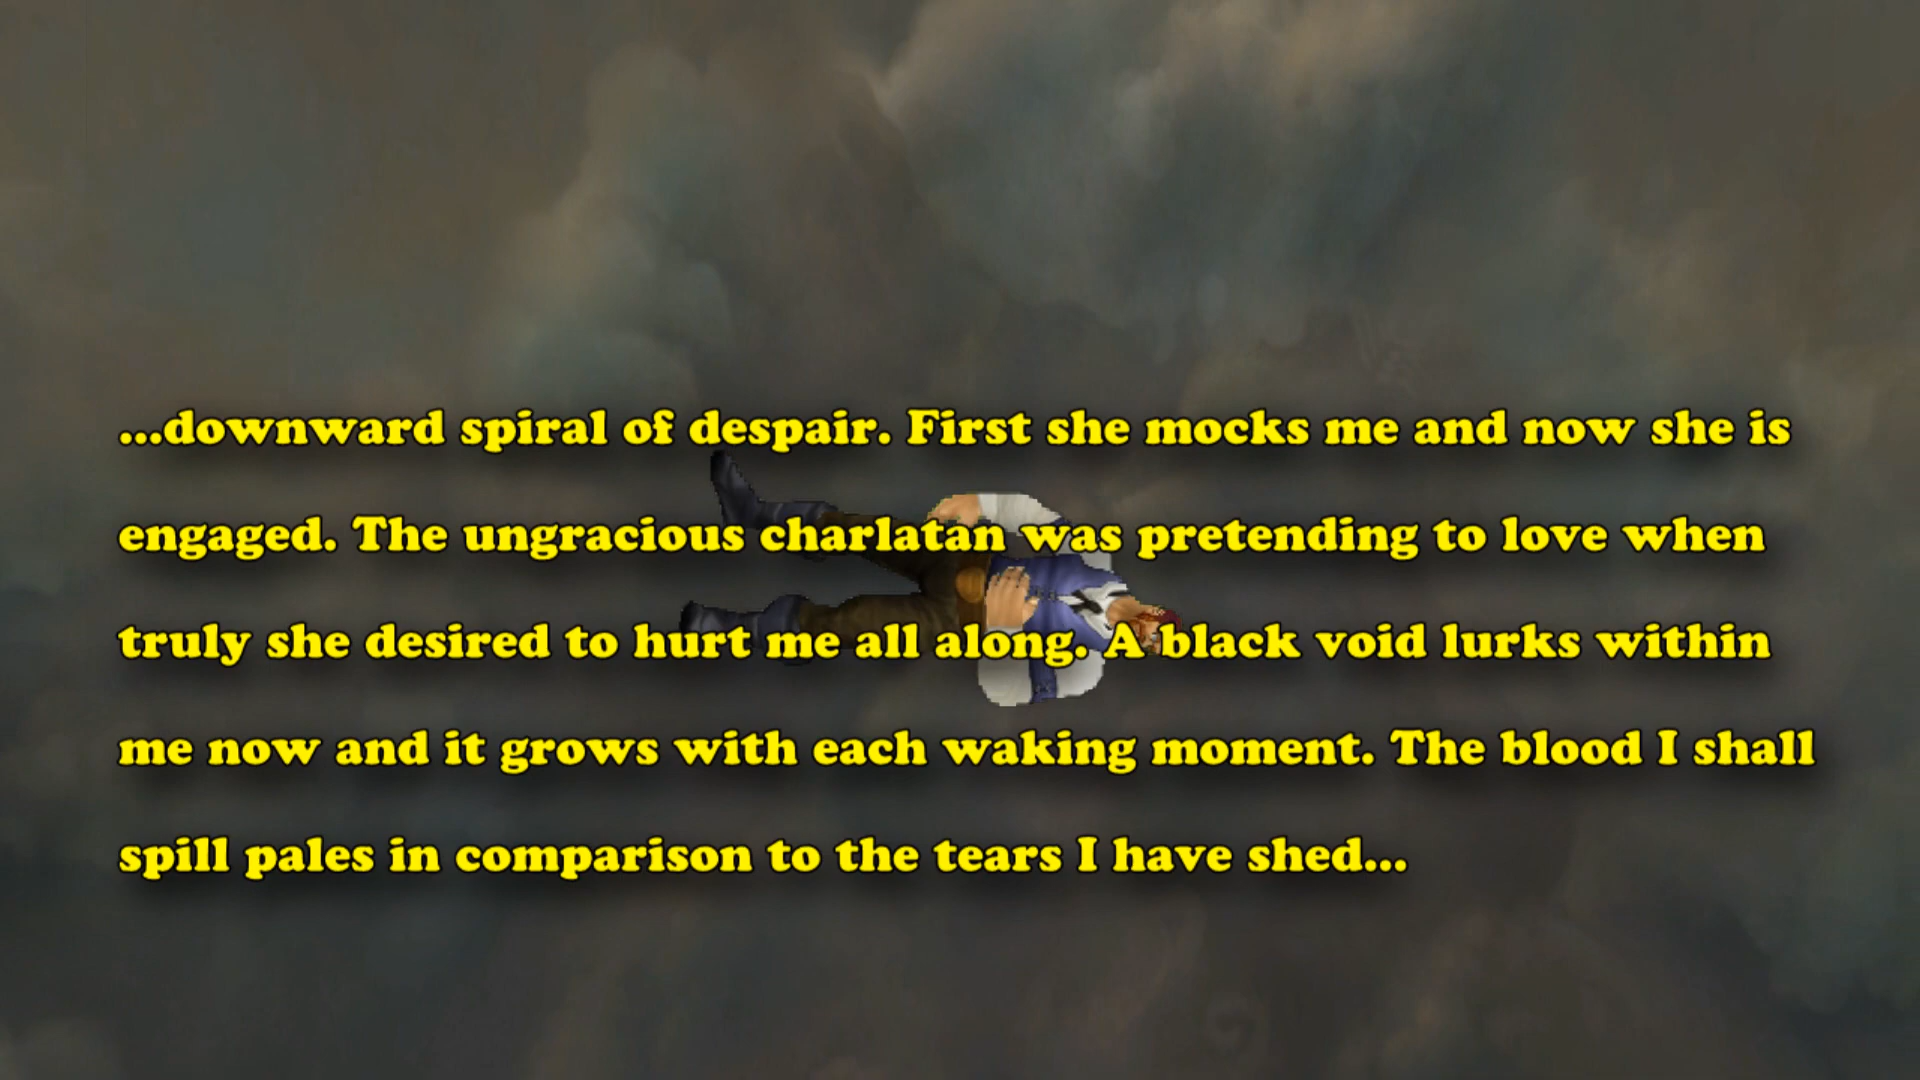 ...downward spiral of despair. First she mocks me and now she is
engaged. The ungracious charlatan was pretending to love when
truly she desired to hurt me all along. A black void lurks within
me now and it grows with each waking moment. The blood I shall
spill pales in comparison to the tears I have shed...